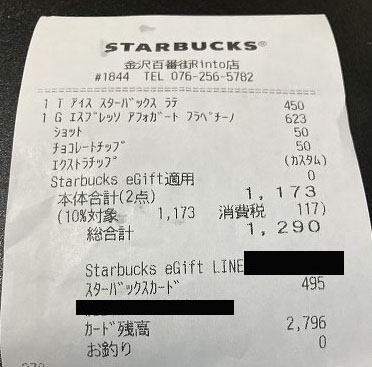 STARBUCKS®
金沢百番街Rinto店
#1844 TEL 076-256-5782
1 T ｱｲｽ ｽﾀｰﾊﾞｯｸｽ ﾗﾃ 450
1 G ｴｽﾌﾟﾚｯｿ ｱﾌｫｶﾞｰﾄ ﾌﾗﾍﾟﾁｰﾉ 623
ｼｮｯﾄ 50
ﾁｮｺﾚｰﾄﾁｯﾌﾟ 50
ｴｸｽﾄﾗﾁｯﾌﾟ (ｶｽﾀﾑ)
Starbucks eGift適用 0
本体合計(2点) 1,173
(10%対象 1,173 消費税 117)
総合計 1,290
Starbucks eGift LINE
ｽﾀｰﾊﾞｯｸｽｶｰﾄﾞ 495
ｶｰﾄﾞ残高 2,796
お釣り 0